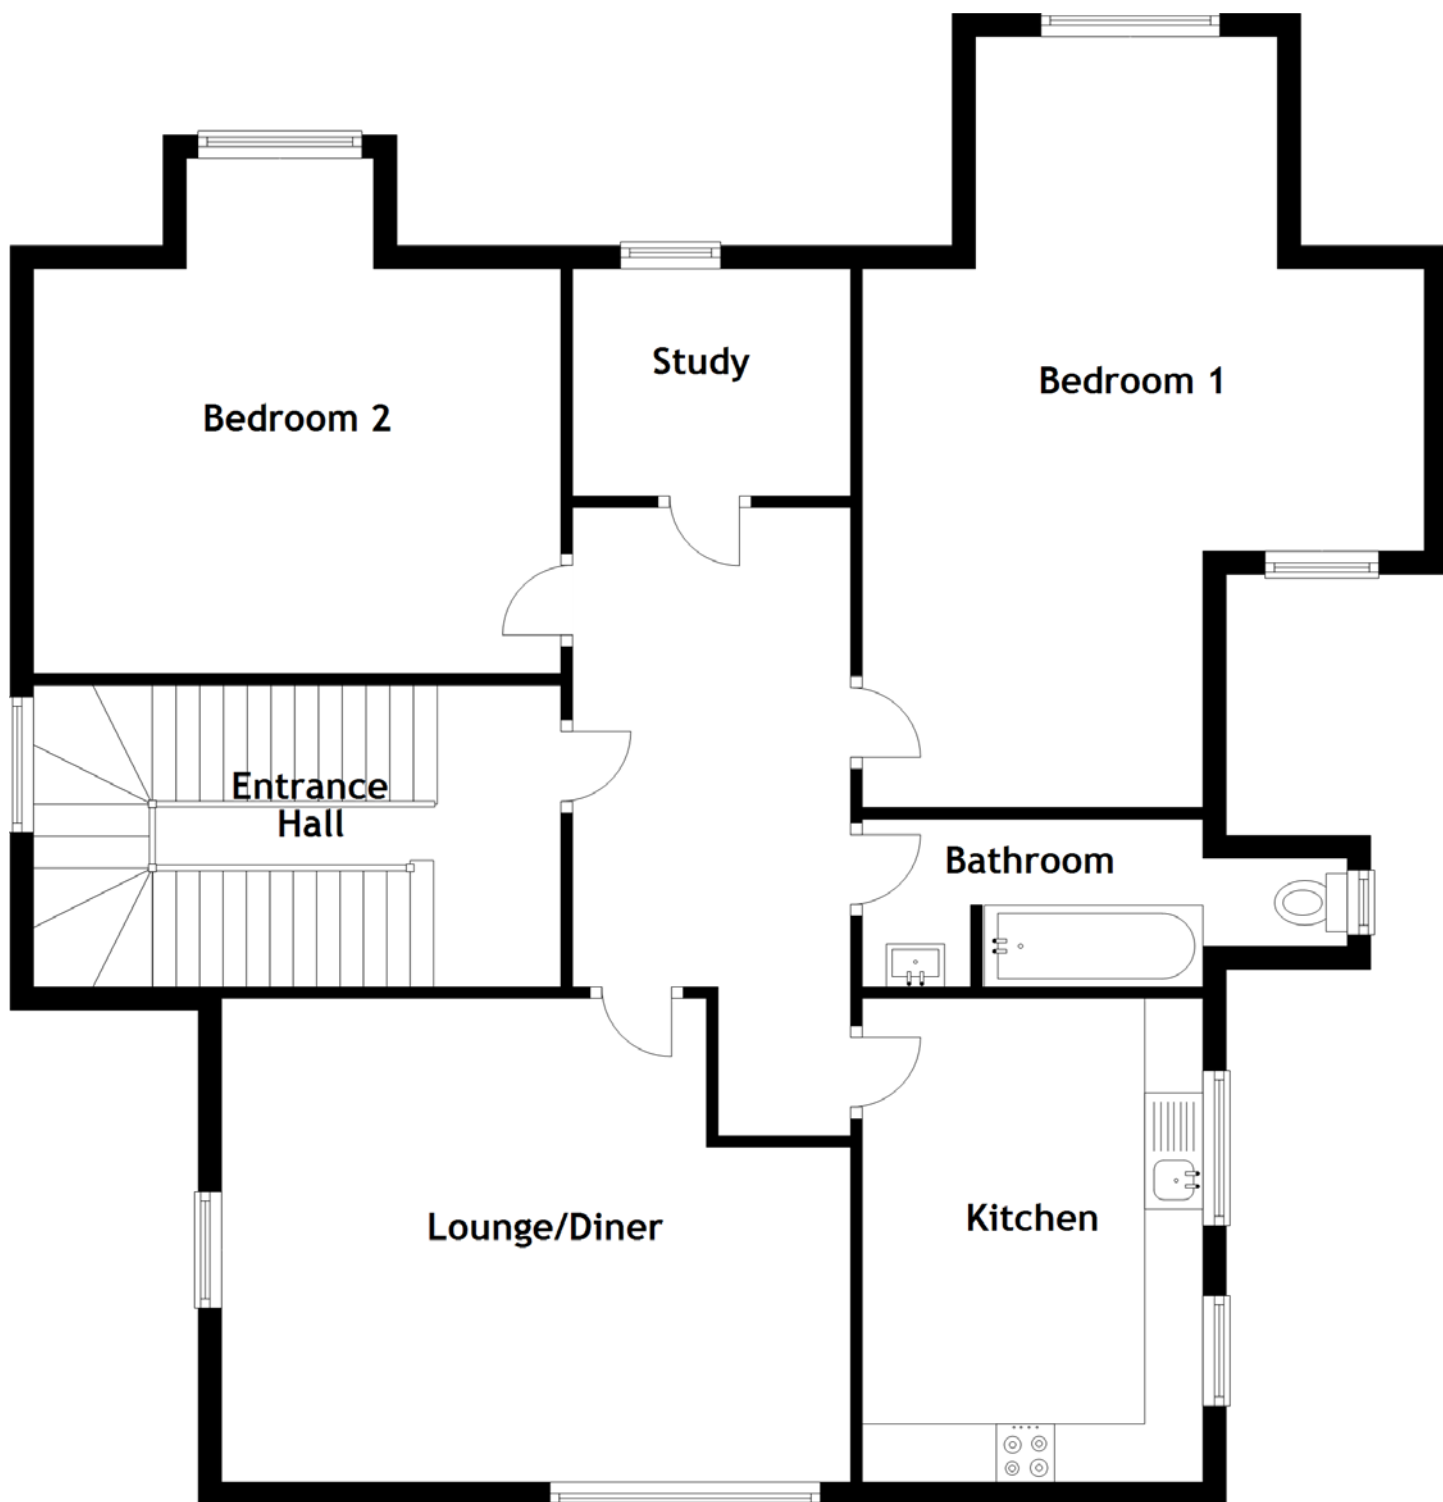 Study
Bedroom 1
Bedroom 2
Entrance
Hall
Bathroom
Lounge/Diner
Kitchen